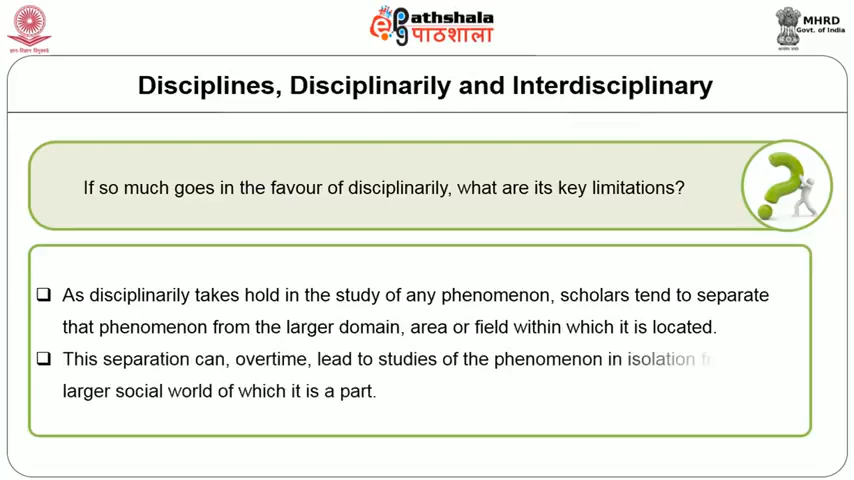 ePathshala
पाठशाला
MHRD
Govt. of India
Disciplines, Disciplinarily and Interdisciplinary
If so much goes in the favour of disciplinarily, what are its key limitations?
❑ As disciplinarily takes hold in the study of any phenomenon, scholars tend to separate
that phenomenon from the larger domain, area or field within which it is located.
❑ This separation can, overtime, lead to studies of the phenomenon in isolation
larger social world of which it is a part.